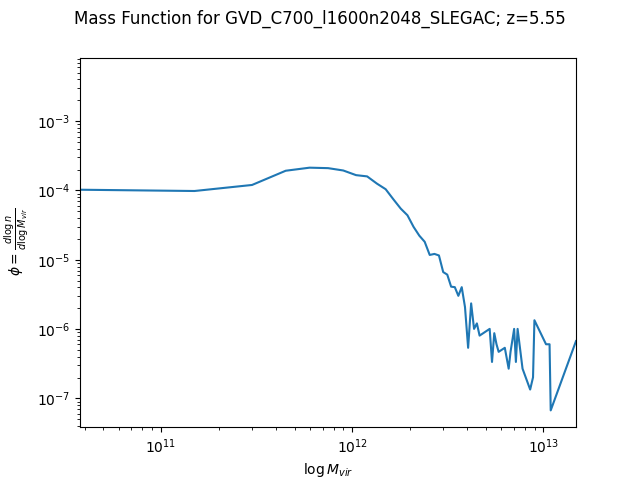 Mass Function for GVD_C700_l1600n2048_SLEGAC; z=5.55
10⁻³
10⁻⁴
10⁻⁵
10⁻⁶
10⁻⁷
ϕ = d log n / d log M_vir
10¹¹
10¹²
10¹³
log M_vir